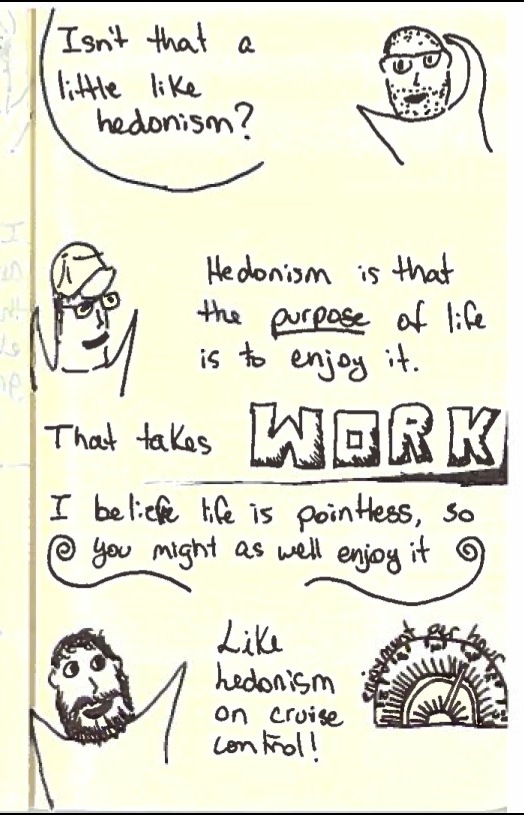 Isn't that a
little like
hedonism?
Hedonism is that
the purpose of life
is to enjoy it.
That takes WORK
I beliefe life is pointless, so
you might as well enjoy it
Like
hedonism
on cruise
control!
enjoyment per hour